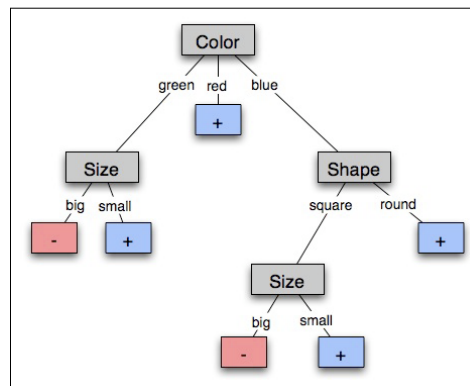 Color
green red blue
+
Size Shape
big small square round
- + +
Size
big small
- +